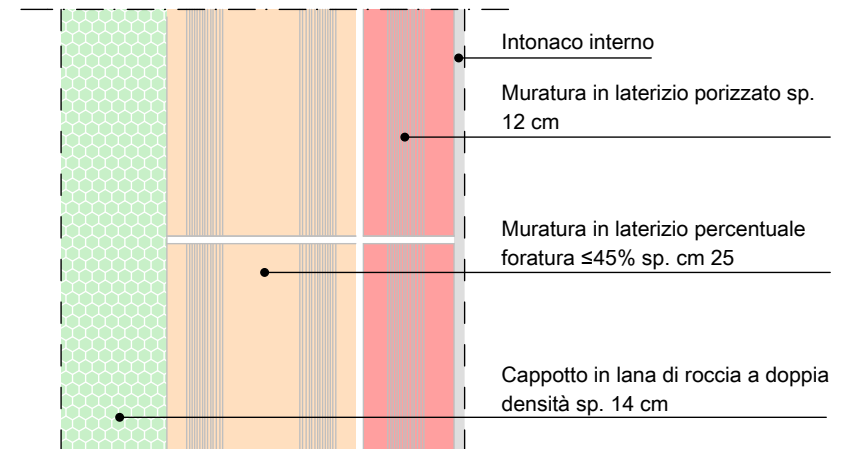 Intonaco interno
Muratura in laterizio porizzato sp.
12 cm
Muratura in laterizio percentuale
foratura ≤45% sp. cm 25
Cappotto in lana di roccia a doppia
densità sp. 14 cm